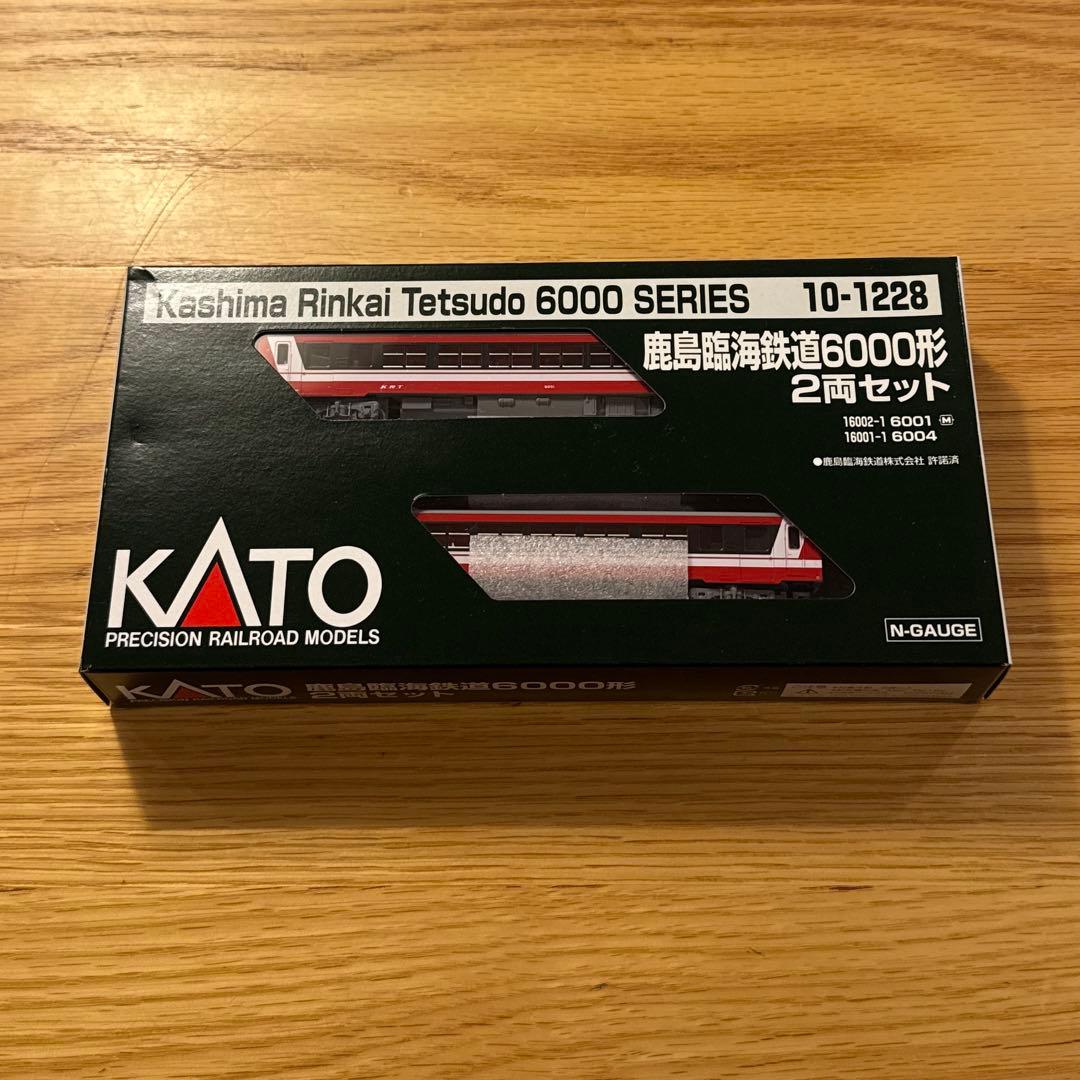 Kashima Rinkai Tetsudo 6000 SERIES 10-1228
鹿島臨海鉄道6000形
2両セット
16002-1 6001 M
16001-1 6004
●鹿島臨海鉄道株式会社 許諾済
KRT
6001
KATO
PRECISION RAILROAD MODELS
N-GAUGE
KATO
鹿島臨海鉄道6000形
2両セット